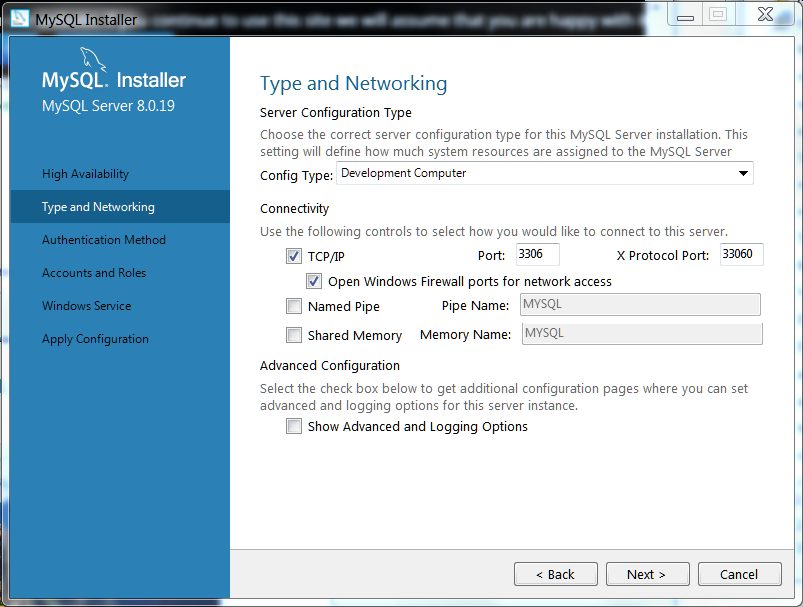 MySQL Installer
continue to use this site we will assume that you are happy with
MySQL. Installer
MySQL Server 8.0.19
High Availability
Type and Networking
Authentication Method
Accounts and Roles
Windows Service
Apply Configuration
Type and Networking
Server Configuration Type
Choose the correct server configuration type for this MySQL Server installation. This
setting will define how much system resources are assigned to the MySQL Server
Config Type: Development Computer
Connectivity
Use the following controls to select how you would like to connect to this server.
TCP/IP Port: 3306 X Protocol Port: 33060
Open Windows Firewall ports for network access
Named Pipe Pipe Name: MYSQL
Shared Memory Memory Name: MYSQL
Advanced Configuration
Select the check box below to get additional configuration pages where you can set
advanced and logging options for this server instance.
Show Advanced and Logging Options
< Back Next > Cancel